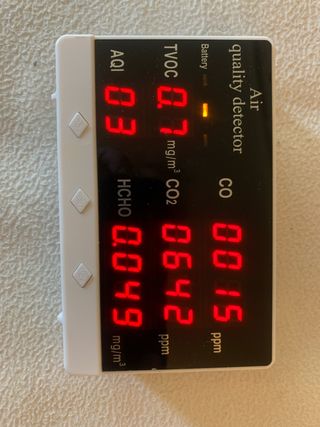 Air
quality detector
Battery
CO
0015 ppm
TVOC
0.7 mg/m³
CO₂
0642 ppm
AQI
03
HCHO
0.049 mg/m³